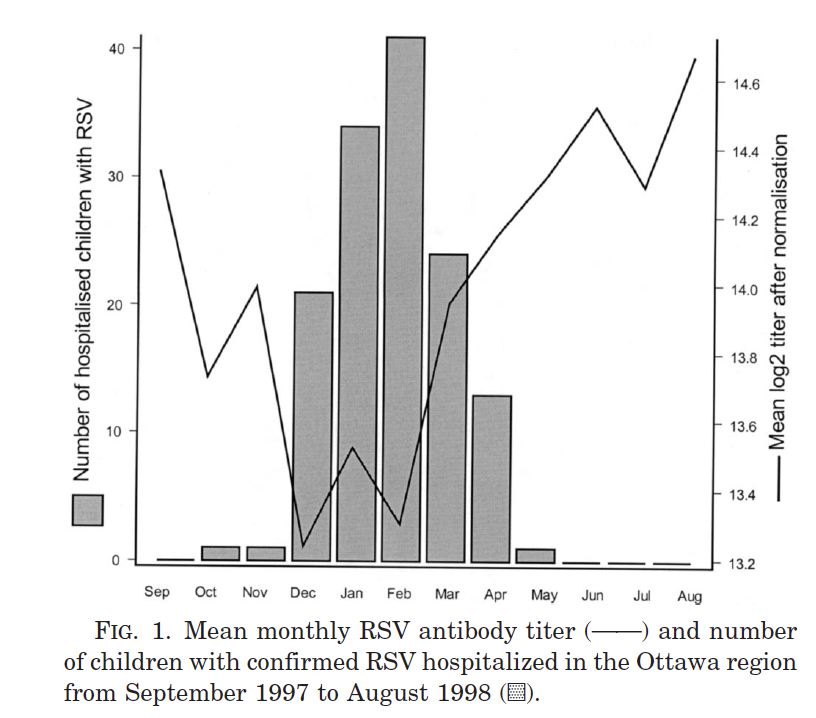 Number of hospitalised children with RSV
40
30
20
10
0
14.6
14.4
14.2
14.0
13.8
13.6
13.4
13.2
Mean log2 titer after normalisation
Sep Oct Nov Dec Jan Feb Mar Apr May Jun Jul Aug
FIG. 1. Mean monthly RSV antibody titer (——) and number
of children with confirmed RSV hospitalized in the Ottawa region
from September 1997 to August 1998 (▩).